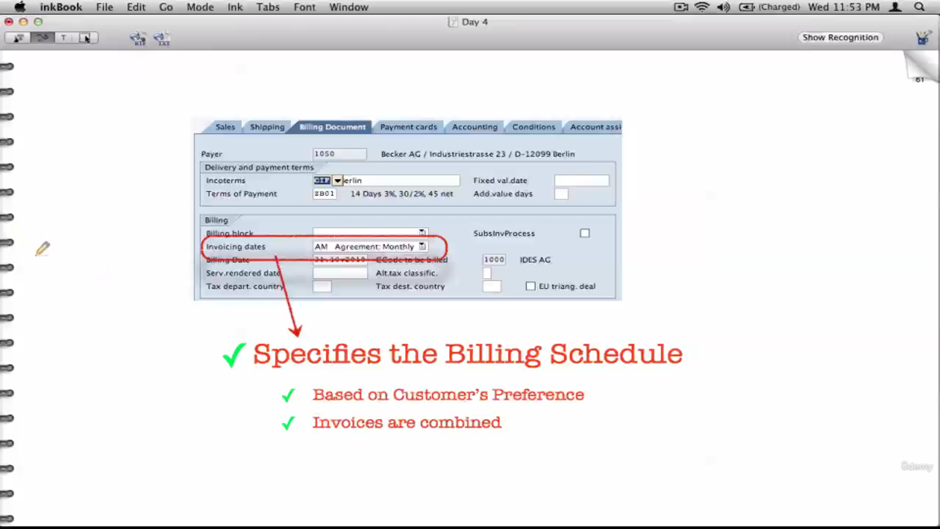 inkBook File Edit Go Mode Ink Tabs Font Window (Charged) Wed 11:53 PM
Day 4
T Show Recognition
61
Sales Shipping Billing Document Payment cards Accounting Conditions Account assi
Payer 1050 Becker AG / Industriestrasse 23 / D-12099 Berlin
Delivery and payment terms
Incoterms CIF erlin Fixed val.date
Terms of Payment ZB01 14 Days 3%, 30/2%, 45 net Add.value days
Billing
Billing block SubsInvProcess
Invoicing dates AM Agreement: Monthly
Billing Date 31.10.2010 CCode to be billed 1000 IDES AG
Serv.rendered date Alt.tax classific.
Tax depart. country Tax dest. country EU triang. deal
✓ Specifies the Billing Schedule
✓ Based on Customer's Preference
✓ Invoices are combined
Udemy